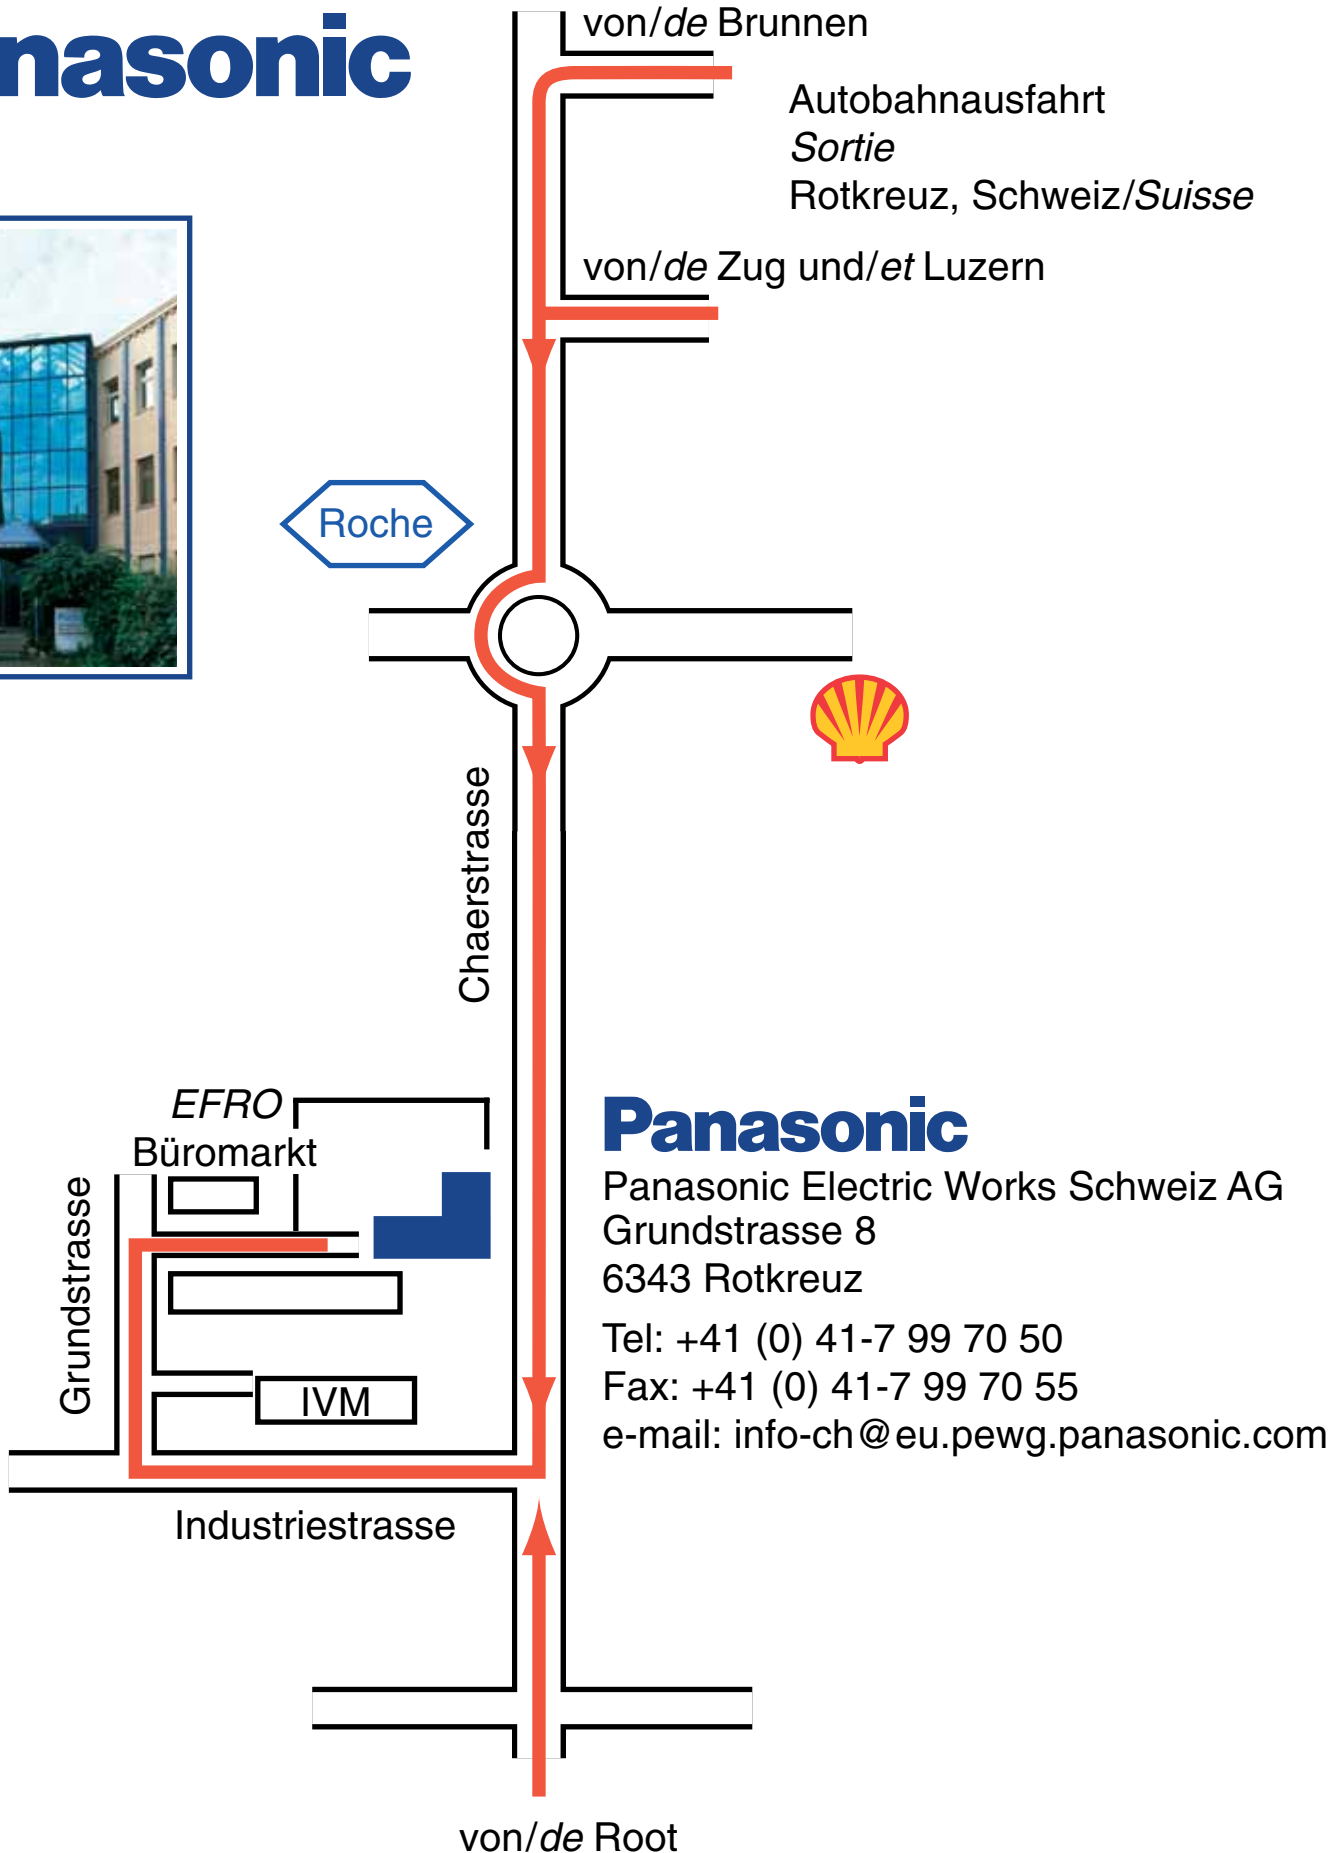 nasonic
von/de Brunnen
Autobahnausfahrt
Sortie
Rotkreuz, Schweiz/Suisse
von/de Zug und/et Luzern
Roche
Chaerstrasse
EFRO
Büromarkt
Grundstrasse
IVM
Industriestrasse
Panasonic
Panasonic Electric Works Schweiz AG
Grundstrasse 8
6343 Rotkreuz
Tel: +41 (0) 41-7 99 70 50
Fax: +41 (0) 41-7 99 70 55
e-mail: info-ch@eu.pewg.panasonic.com
von/de Root